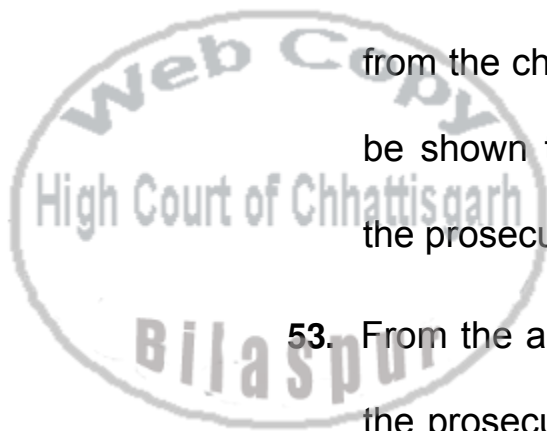 Web Copy
from the ch
be shown
High Court of Chhattisgarh
the prosecu
53. From the a
Bilaspur
the prosecu